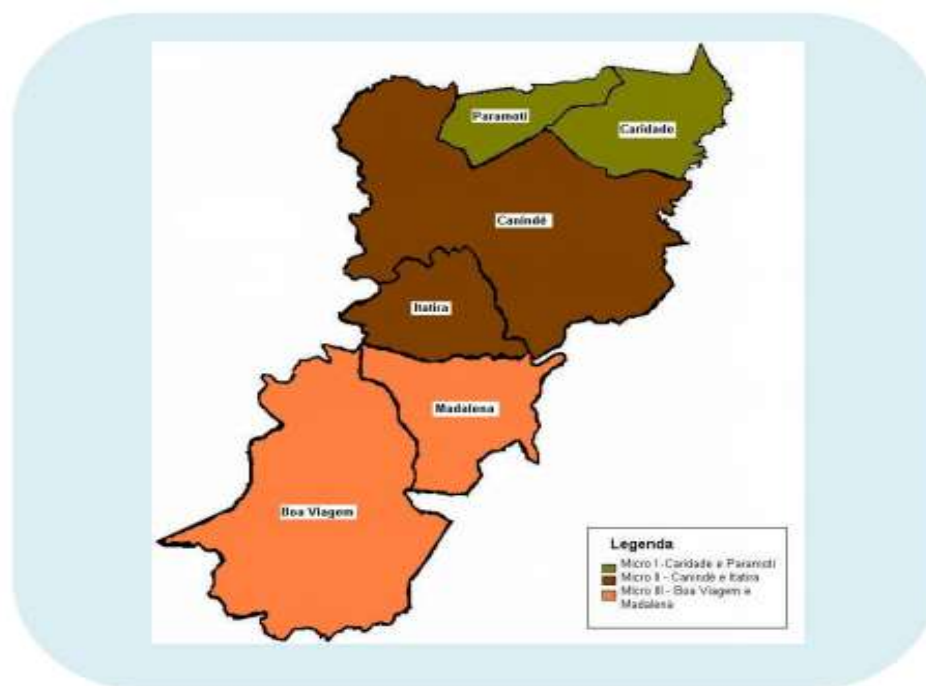 Paramoti
Caridade
Canindé
Itatira
Madalena
Boa Viagem
Legenda
Micro I -Caridade e Paramoti
Micro II - Canindé e Itatira
Micro III - Boa Viagem e
Madalena